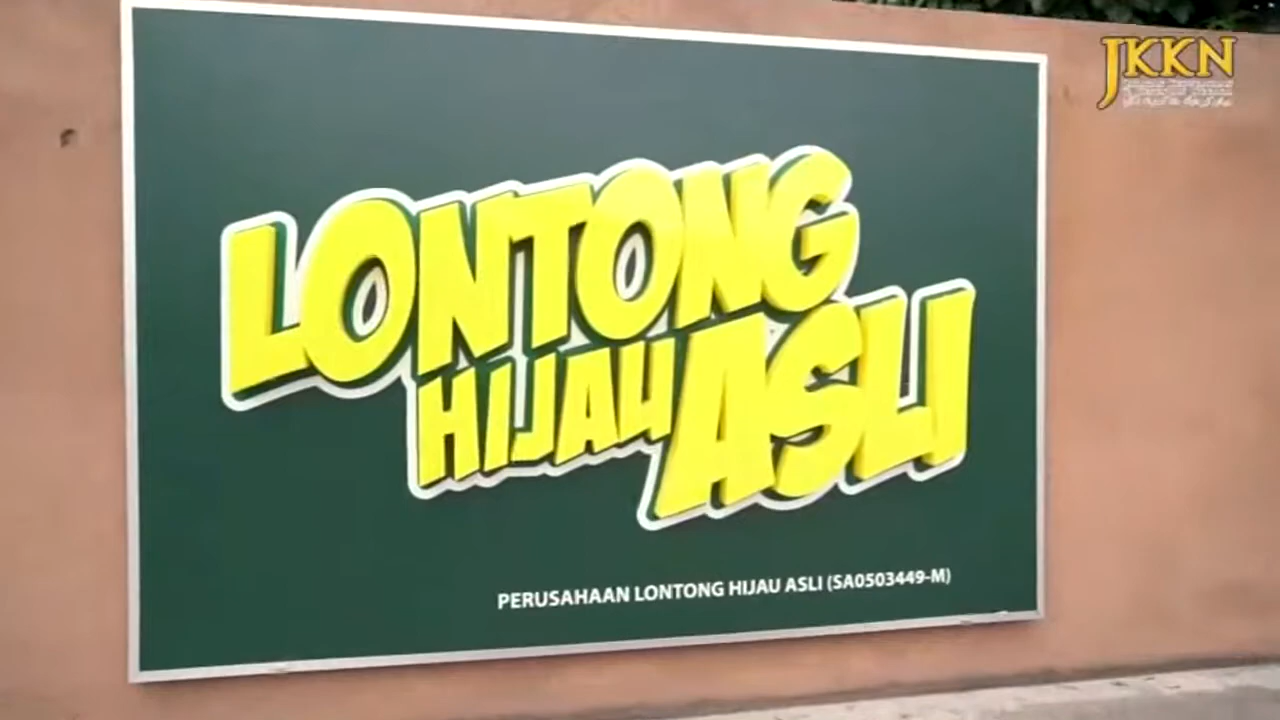 JKKN
LONTONG
HIJAU ASLI
PERUSAHAAN LONTONG HIJAU ASLI (SA0503449-M)